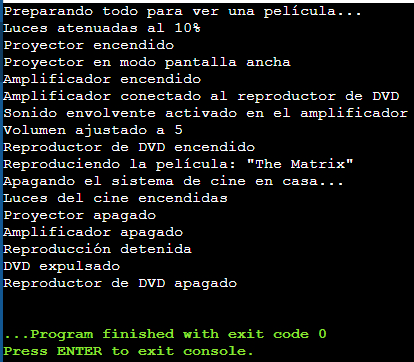 Preparando todo para ver una película...
Luces atenuadas al 10%
Proyector encendido
Proyector en modo pantalla ancha
Amplificador encendido
Amplificador conectado al reproductor de DVD
Sonido envolvente activado en el amplificador
Volumen ajustado a 5
Reproductor de DVD encendido
Reproduciendo la película: "The Matrix"
Apagando el sistema de cine en casa...
Luces del cine encendidas
Proyector apagado
Amplificador apagado
Reproducción detenida
DVD expulsado
Reproductor de DVD apagado
...Program finished with exit code 0
Press ENTER to exit console.